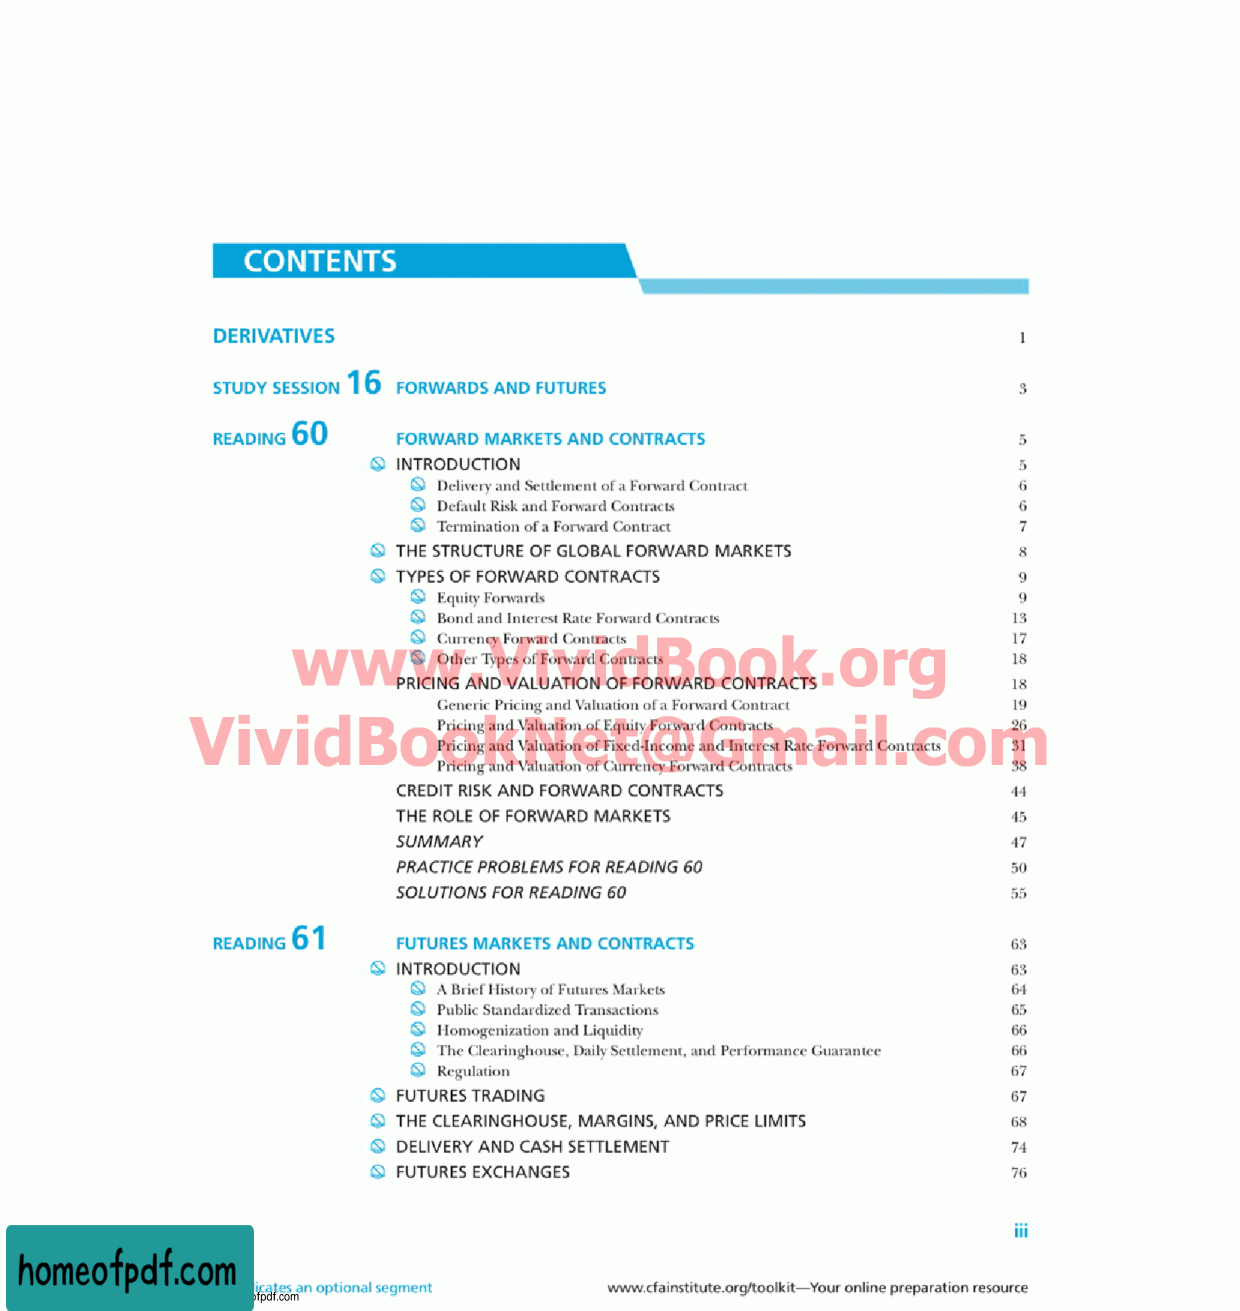 CONTENTS
DERIVATIVES 1
STUDY SESSION 16 FORWARDS AND FUTURES 3
READING 60 FORWARD MARKETS AND CONTRACTS 5
INTRODUCTION 5
Delivery and Settlement of a Forward Contract 6
Default Risk and Forward Contracts 6
Termination of a Forward Contract 7
THE STRUCTURE OF GLOBAL FORWARD MARKETS 8
TYPES OF FORWARD CONTRACTS 9
Equity Forwards 9
Bond and Interest Rate Forward Contracts 13
Currency Forward Contracts 17
www.VividBook.org
Other Types of Forward Contracts 18
PRICING AND VALUATION OF FORWARD CONTRACTS 18
Generic Pricing and Valuation of a Forward Contract 19
Pricing and Valuation of Equity Forward Contracts 26
VividBookNet@Gmail.com
Pricing and Valuation of Fixed-Income and Interest Rate Forward Contracts 31
Pricing and Valuation of Currency Forward Contracts 38
CREDIT RISK AND FORWARD CONTRACTS 44
THE ROLE OF FORWARD MARKETS 45
SUMMARY 47
PRACTICE PROBLEMS FOR READING 60 50
SOLUTIONS FOR READING 60 55
READING 61 FUTURES MARKETS AND CONTRACTS 63
INTRODUCTION 63
A Brief History of Futures Markets 64
Public Standardized Transactions 65
Homogenization and Liquidity 66
The Clearinghouse, Daily Settlement, and Performance Guarantee 66
Regulation 67
FUTURES TRADING 67
THE CLEARINGHOUSE, MARGINS, AND PRICE LIMITS 68
DELIVERY AND CASH SETTLEMENT 74
FUTURES EXCHANGES 76
iii
homeofpdf.com
an optional segment www.cfainstitute.org/toolkit—Your online preparation resource